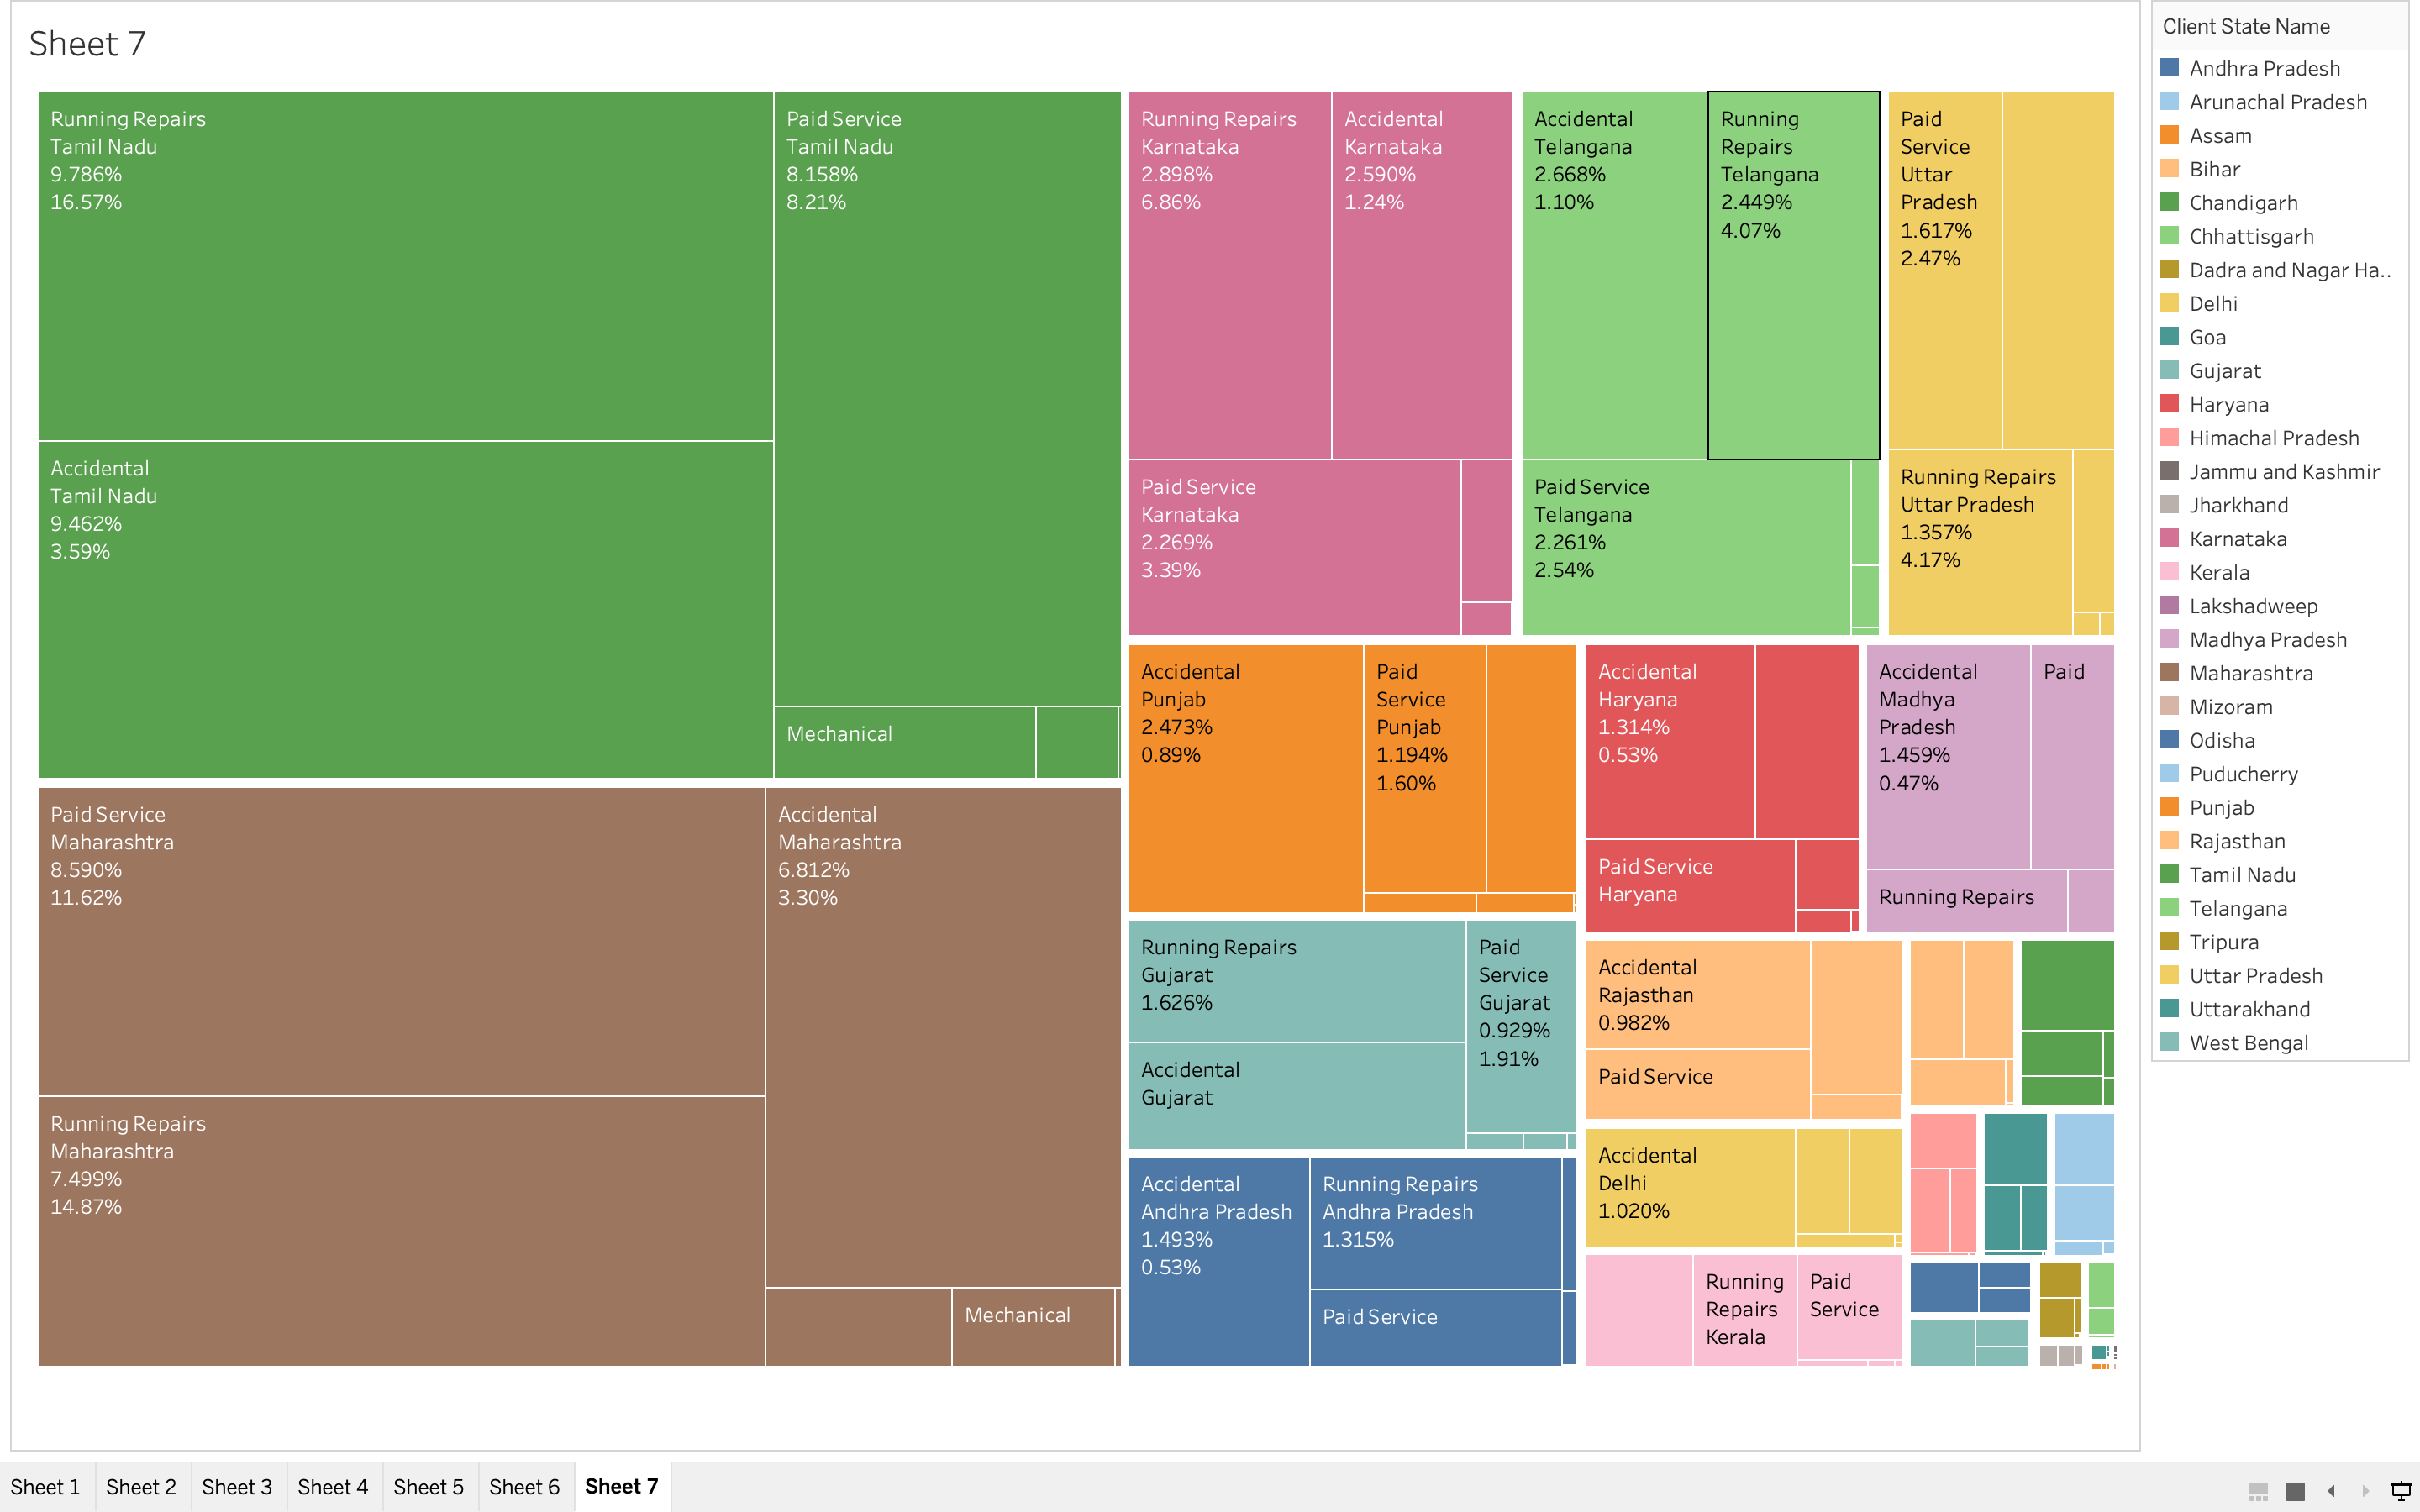 Sheet 7
Running Repairs
Tamil Nadu
9.786%
16.57%
Paid Service
Tamil Nadu
8.158%
8.21%
Accidental
Tamil Nadu
9.462%
3.59%
Mechanical
Paid Service
Maharashtra
8.590%
11.62%
Accidental
Maharashtra
6.812%
3.30%
Running Repairs
Maharashtra
7.499%
14.87%
Mechanical
Running Repairs
Karnataka
2.898%
6.86%
Accidental
Karnataka
2.590%
1.24%
Paid Service
Karnataka
2.269%
3.39%
Accidental
Telangana
2.668%
1.10%
Running
Repairs
Telangana
2.449%
4.07%
Paid Service
Telangana
2.261%
2.54%
Paid
Service
Uttar
Pradesh
1.617%
2.47%
Running Repairs
Uttar Pradesh
1.357%
4.17%
Accidental
Punjab
2.473%
0.89%
Paid
Service
Punjab
1.194%
1.60%
Accidental
Haryana
1.314%
0.53%
Paid Service
Haryana
Accidental
Madhya
Pradesh
1.459%
0.47%
Paid
Running Repairs
Running Repairs
Gujarat
1.626%
Paid
Service
Gujarat
0.929%
1.91%
Accidental
Gujarat
Accidental
Rajasthan
0.982%
Paid Service
Accidental
Andhra Pradesh
1.493%
0.53%
Running Repairs
Andhra Pradesh
1.315%
Paid Service
Accidental
Delhi
1.020%
Running
Repairs
Kerala
Paid
Service
Client State Name
Andhra Pradesh
Arunachal Pradesh
Assam
Bihar
Chandigarh
Chhattisgarh
Dadra and Nagar Ha..
Delhi
Goa
Gujarat
Haryana
Himachal Pradesh
Jammu and Kashmir
Jharkhand
Karnataka
Kerala
Lakshadweep
Madhya Pradesh
Maharashtra
Mizoram
Odisha
Puducherry
Punjab
Rajasthan
Tamil Nadu
Telangana
Tripura
Uttar Pradesh
Uttarakhand
West Bengal
Sheet 1 Sheet 2 Sheet 3 Sheet 4 Sheet 5 Sheet 6 Sheet 7